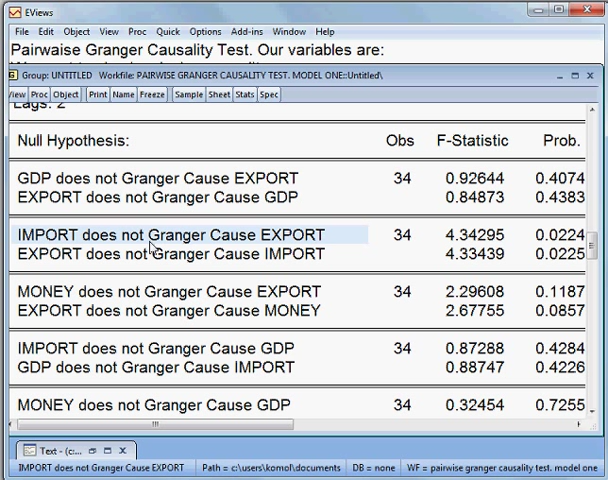 EViews
File Edit Object View Proc Quick Options Add-ins Window Help
Pairwaise Granger Causality Test. Our variables are:
Group: UNTITLED Workfile: PAIRWISE GRANGER CAUSALITY TEST. MODEL ONE::Untitled\
View Proc Object Print Name Freeze Sample Sheet Stats Spec
Lags: 2
Null Hypothesis: Obs F-Statistic Prob.
GDP does not Granger Cause EXPORT 34 0.92644 0.4074
EXPORT does not Granger Cause GDP 0.84873 0.4383
IMPORT does not Granger Cause EXPORT 34 4.34295 0.0224
EXPORT does not Granger Cause IMPORT 4.33439 0.0225
MONEY does not Granger Cause EXPORT 34 2.29608 0.1187
EXPORT does not Granger Cause MONEY 2.67755 0.0857
IMPORT does not Granger Cause GDP 34 0.87288 0.4284
GDP does not Granger Cause IMPORT 0.88747 0.4226
MONEY does not Granger Cause GDP 34 0.32454 0.7255
Text - (c:...
IMPORT does not Granger Cause EXPORT Path = c:\users\komol\documents DB = none WF = pairwise granger causality test. model one